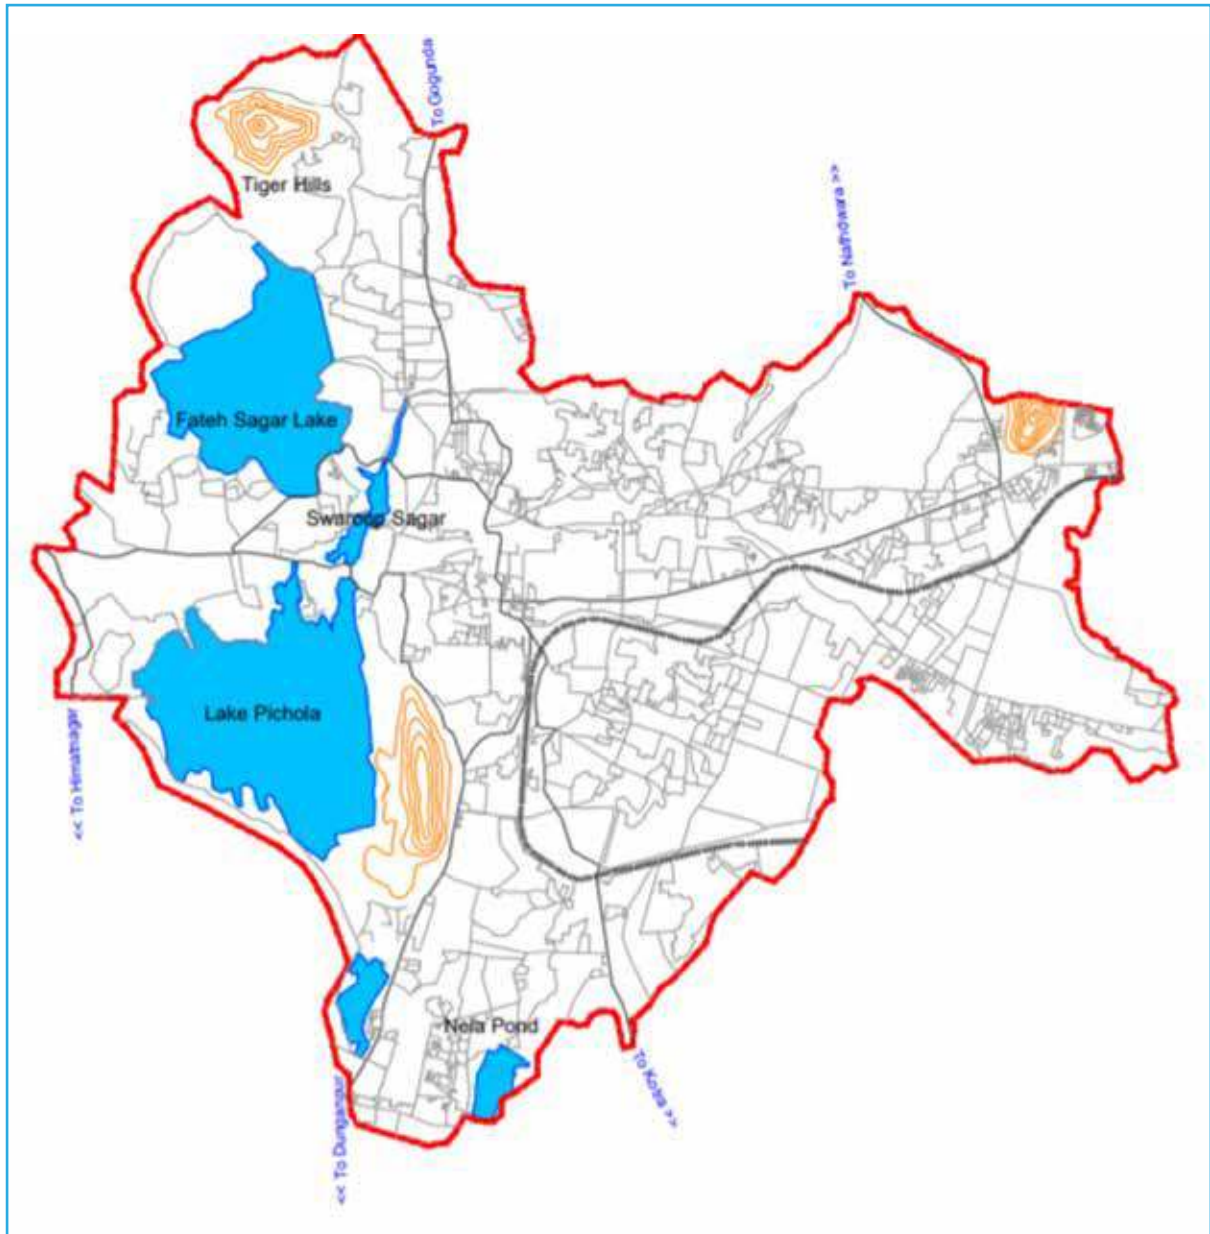 To Gogunda
Tiger Hills
To Nathdwara >>
Fateh Sagar Lake
Swaroop Sagar
Lake Pichola
<< To Himatnagar
Nela Pond
To Kota >>
<< To Dungarpur